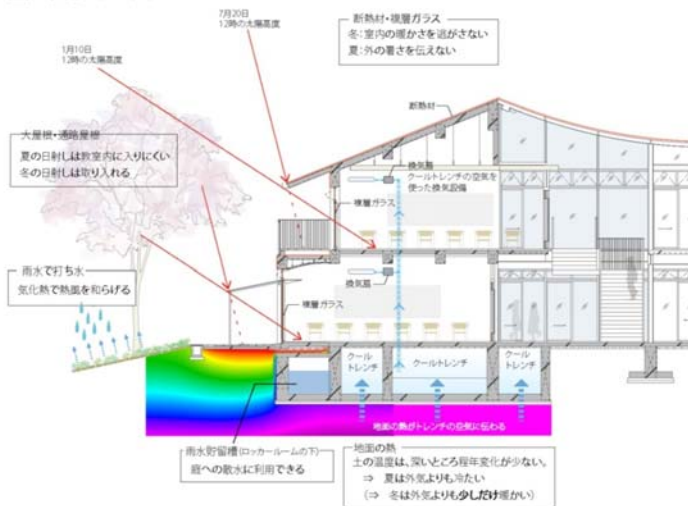 7月20日
12時の太陽高度
1月10日
12時の太陽高度
断熱材・複層ガラス
冬：室内の暖かさを逃がさない
夏：外の暑さを伝えない
断熱材
大屋根・通路屋根
夏の日射しは教室内に入りにくい
冬の日射しは取り入れる
換気扇
クールトレンチの空気を
使った換気設備
複層ガラス
雨水で打ち水
気化熱で熱風を和らげる
換気扇
複層ガラス
クール
トレンチ
クールトレンチ
クール
トレンチ
地面の熱がトレンチの空気に伝わる
雨水貯留槽(ロッカールームの下)
庭への散水に利用できる
地面の熱
土の温度は、深いところ程年変化が少ない。
⇒ 夏は外気よりも冷たい
(⇒ 冬は外気よりも少しだけ暖かい)